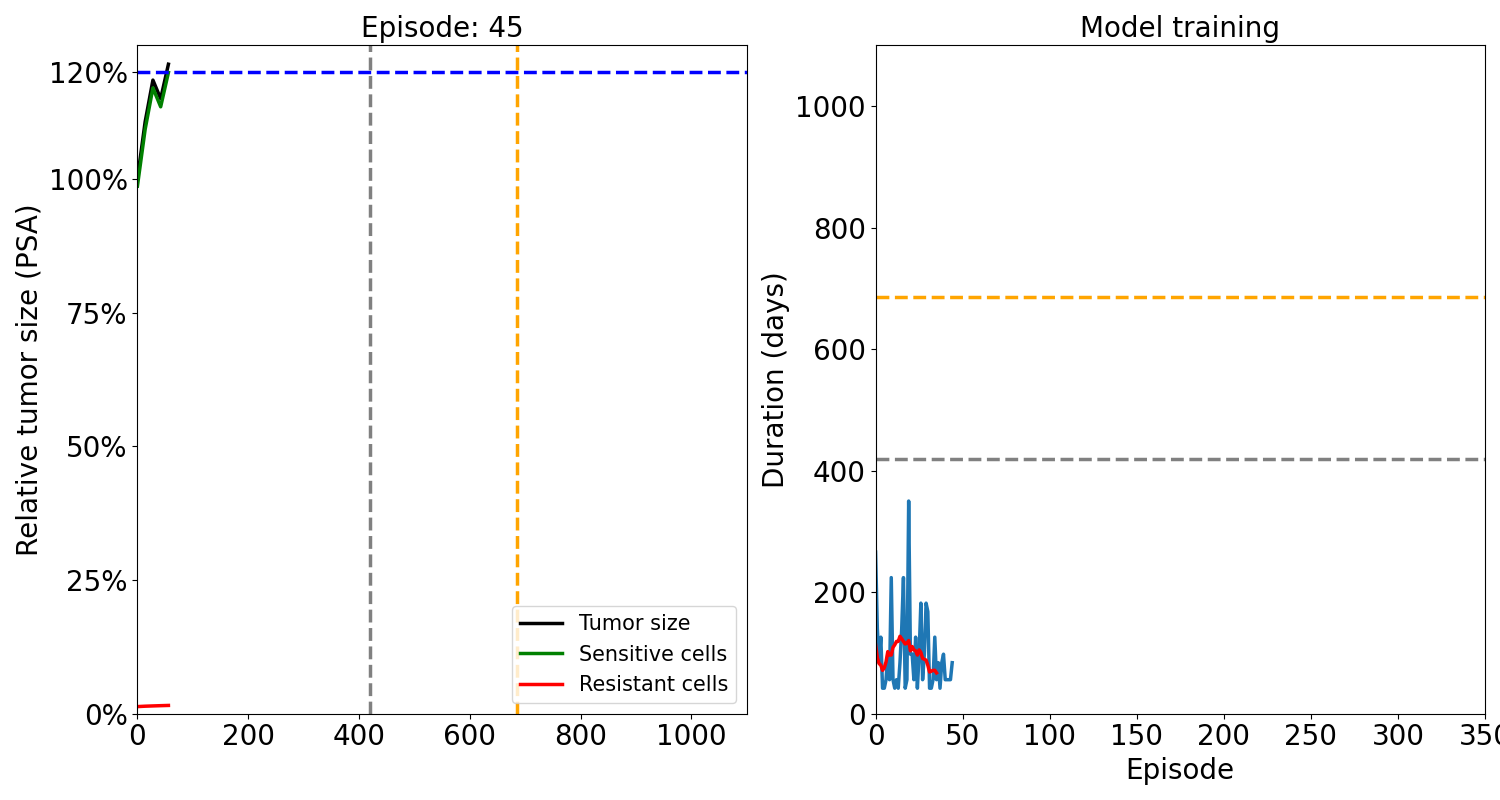 Episode: 45
Relative tumor size (PSA)
120%
100%
75%
50%
25%
0%
0 200 400 600 800 1000
Tumor size
Sensitive cells
Resistant cells
Model training
Duration (days)
1000
800
600
400
200
0
0 50 100 150 200 250 300 350
Episode